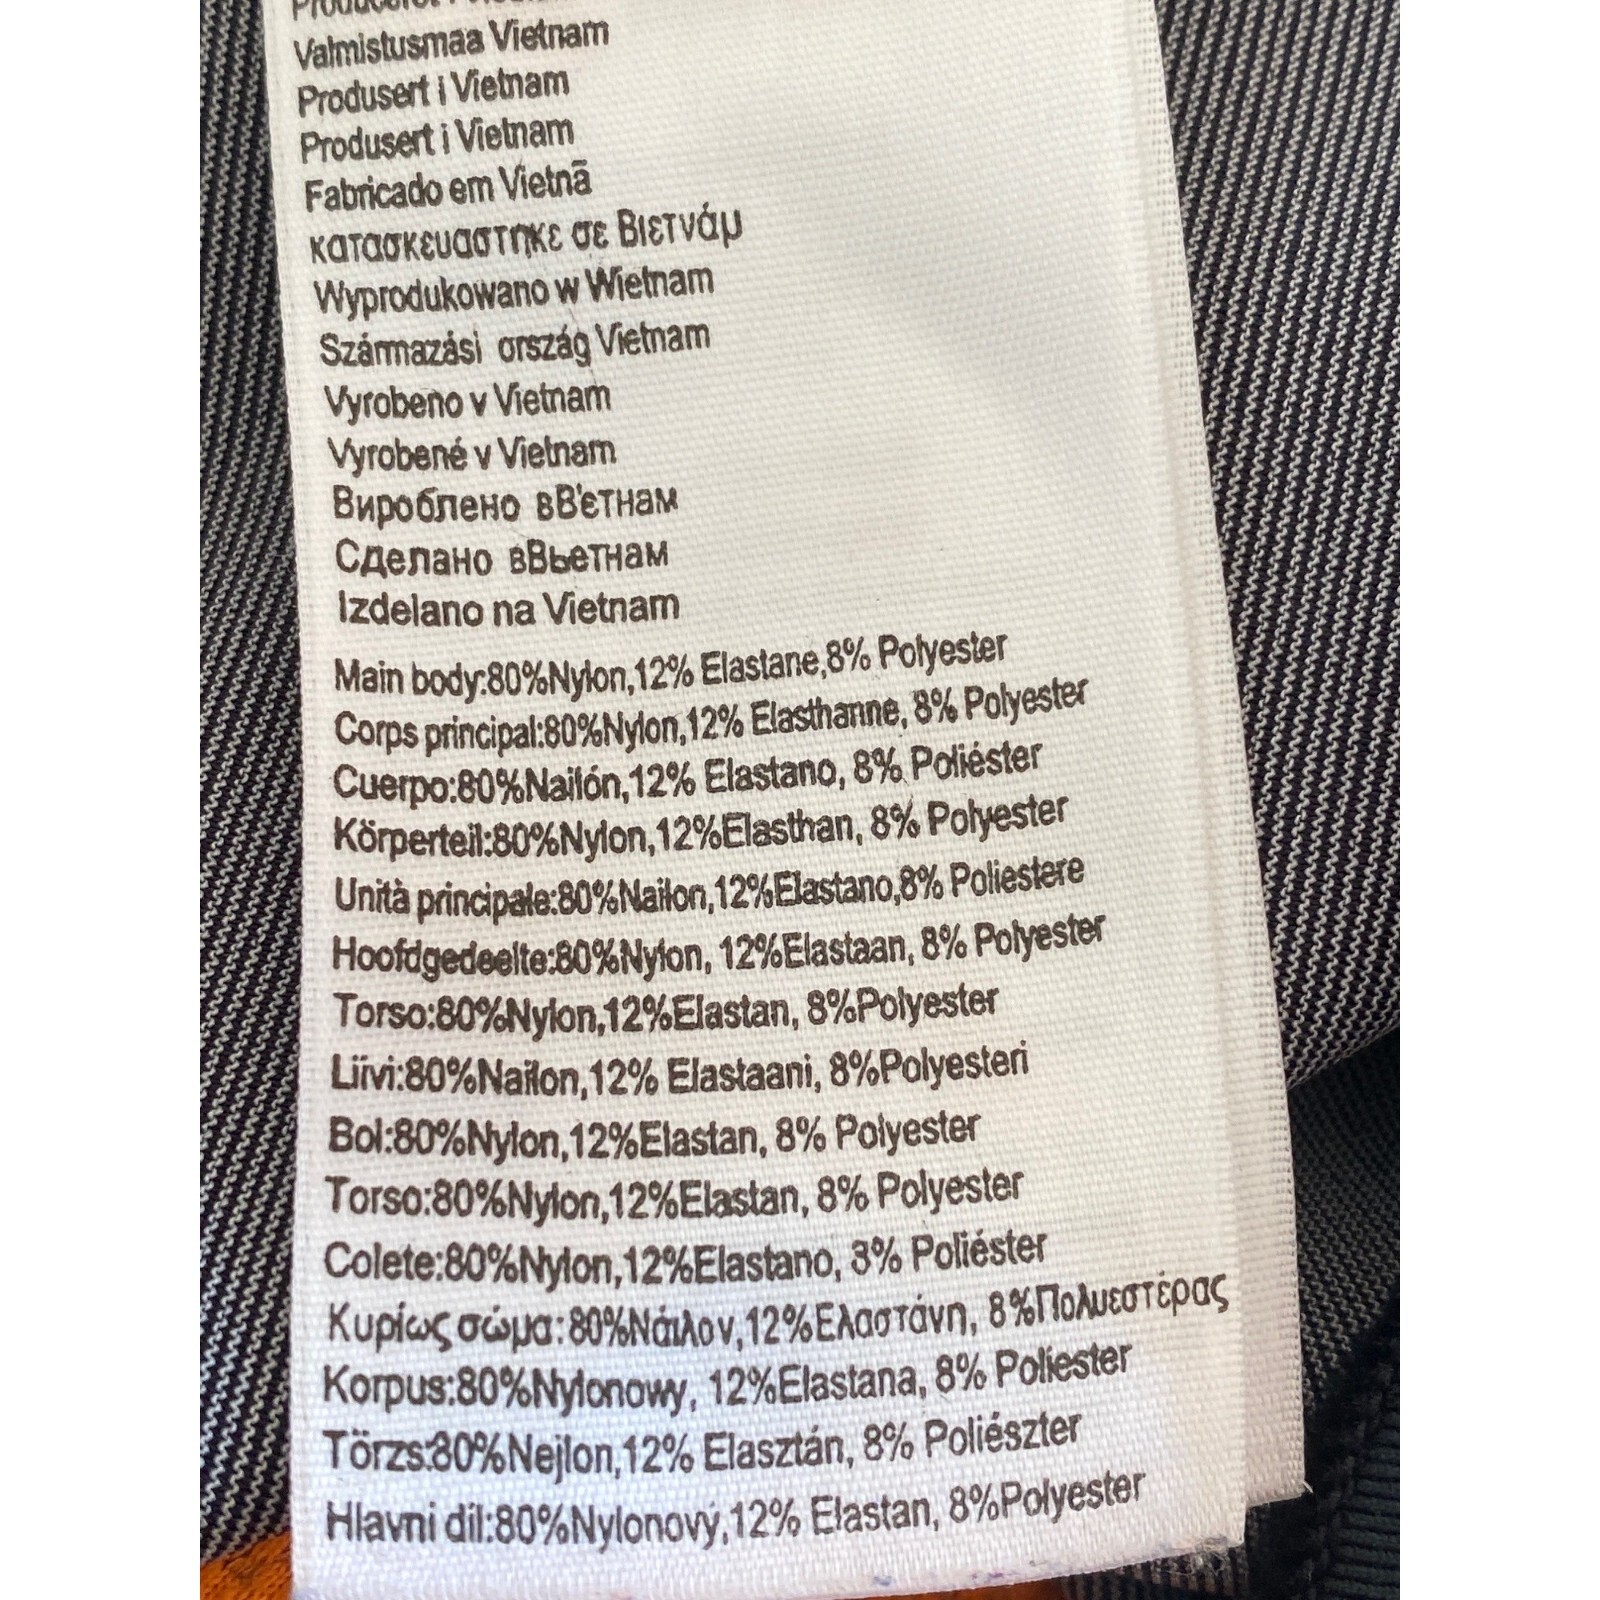 Valmistusmaa Vietnam
Produsert i Vietnam
Produsert i Vietnam
Fabricado em Vietnã
κατασκευαστηκε σε Βιετνάμ
Wyprodukowano w Wietnam
Származási ország Vietnam
Vyrobeno v Vietnam
Vyrobené v Vietnam
Вироблено вВ'єтнам
Сделано вВьетнам
Izdelano na Vietnam
Main body:80%Nylon,12% Elastane,8% Polyester
Corps principal:80%Nylon,12% Elasthanne, 8% Polyester
Cuerpo:80%Nailón,12% Elastano, 8% Poliéster
Körperteil:80%Nylon,12%Elasthan, 8% Polyester
Unità principale:80%Nailon,12%Elastano,8% Poliestere
Hoofdgedeelte:80%Nylon, 12%Elastaan, 8% Polyester
Torso:80%Nylon,12%Elastan, 8%Polyester
Liivi:80%Nailon,12% Elastaani, 8%Polyesteri
Bol:80%Nylon,12%Elastan, 8% Polyester
Torso:80%Nylon,12%Elastan, 8% Polyester
Colete:80%Nylon,12%Elastano, 8% Poliéster
Κυρίως σώμα:80%Νάιλον,12%Ελαστάνη, 8%Πολυεστέρας
Korpus:80%Nylonowy, 12%Elastana, 8% Poliester
Törzs:80%Nejlon,12% Elasztán, 8% Poliészter
Hlavni díl:80%Nylonový,12% Elastan, 8%Polyester